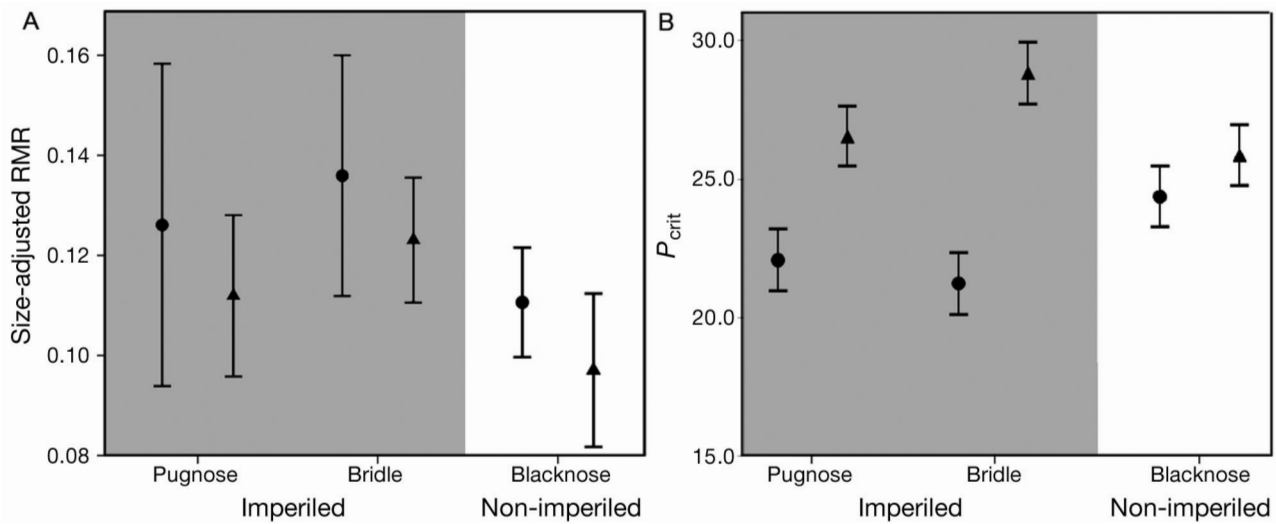 A
Size-adjusted RMR
0.16
0.14
0.12
0.10
0.08
Pugnose
Bridle
Blacknose
Imperiled
Non-imperiled
B
Pcrit
30.0
25.0
20.0
15.0
Pugnose
Bridle
Blacknose
Imperiled
Non-imperiled